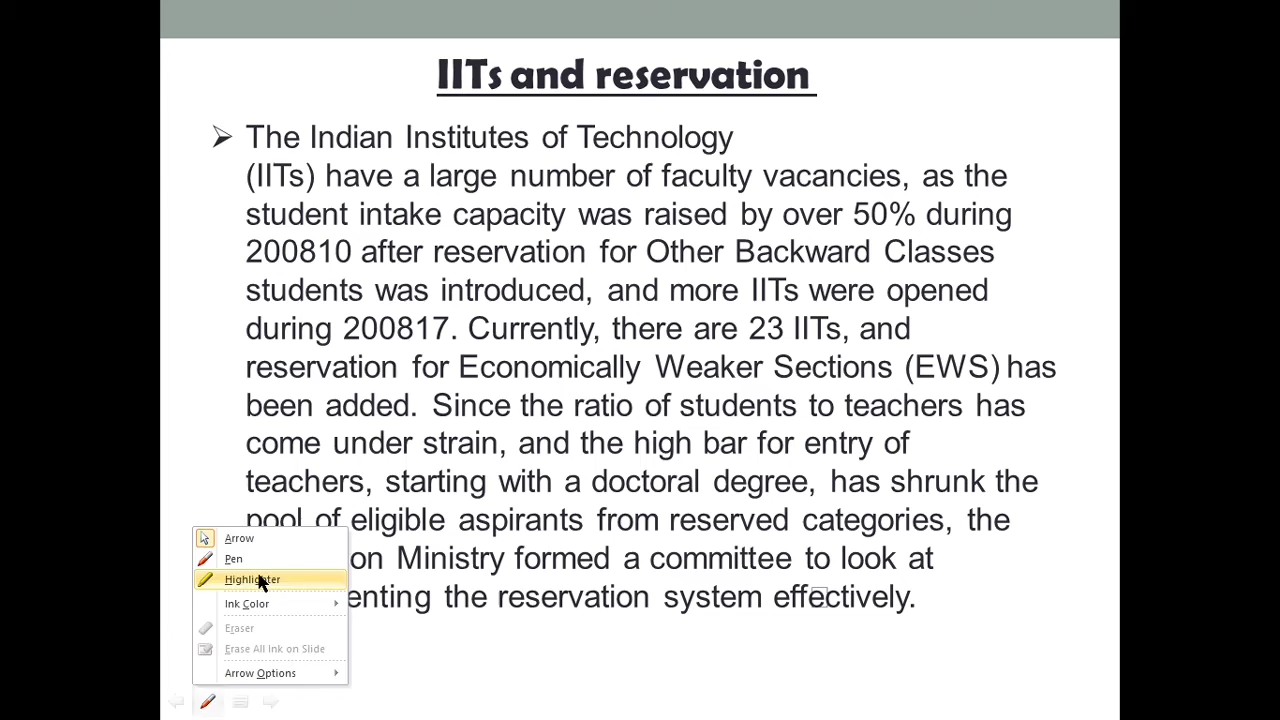 IITs and reservation
The Indian Institutes of Technology
(IITs) have a large number of faculty vacancies, as the
student intake capacity was raised by over 50% during
200810 after reservation for Other Backward Classes
students was introduced, and more IITs were opened
during 200817. Currently, there are 23 IITs, and
reservation for Economically Weaker Sections (EWS) has
been added. Since the ratio of students to teachers has
come under strain, and the high bar for entry of
teachers, starting with a doctoral degree, has shrunk the
pool of eligible aspirants from reserved categories, the
on Ministry formed a committee to look at
enting the reservation system effectively.
Arrow
Pen
Highlighter
Ink Color
Eraser
Erase All Ink on Slide
Arrow Options